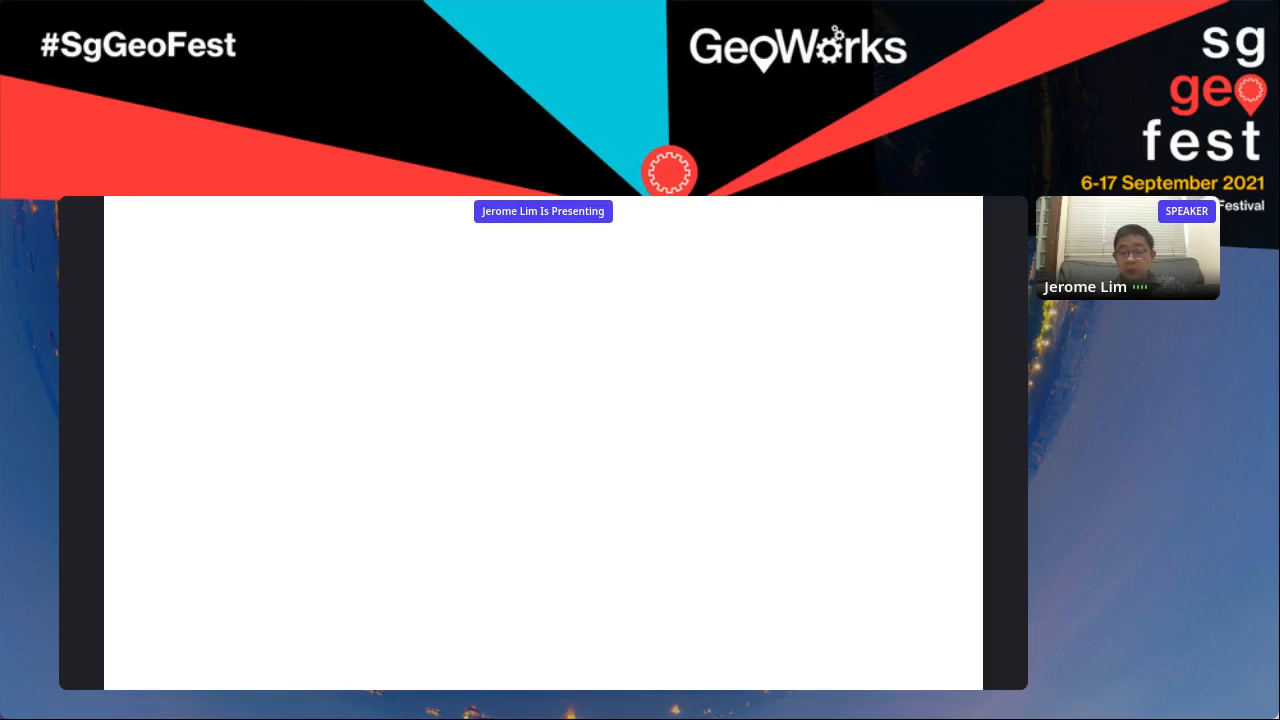 #SgGeoFest
GeoWorks
sg
geo
fest
6-17 September 2021
Festival
Jerome Lim Is Presenting
SPEAKER
Jerome Lim